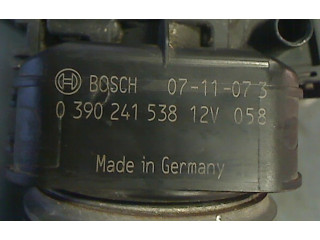 BOSCH 07-11-07 3
0 390 241 538 12V 058
Made in Germany